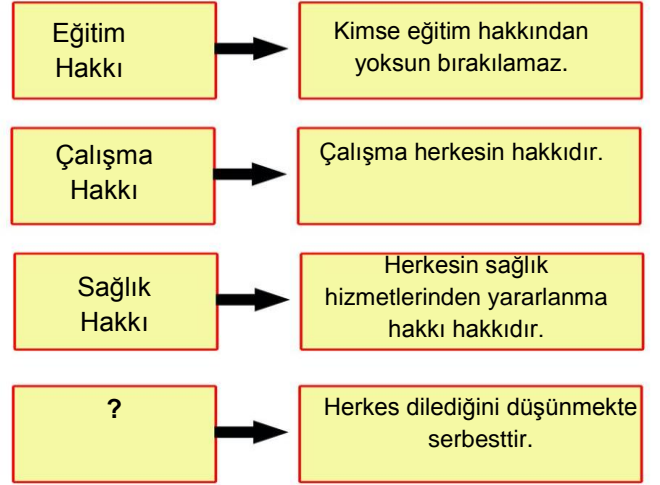 Eğitim
Hakkı
Kimse eğitim hakkından
yoksun bırakılamaz.
Çalışma
Hakkı
Çalışma herkesin hakkıdır.
Sağlık
Hakkı
Herkesin sağlık
hizmetlerinden yararlanma
hakkı hakkıdır.
?
Herkes dilediğini düşünmekte
serbesttir.